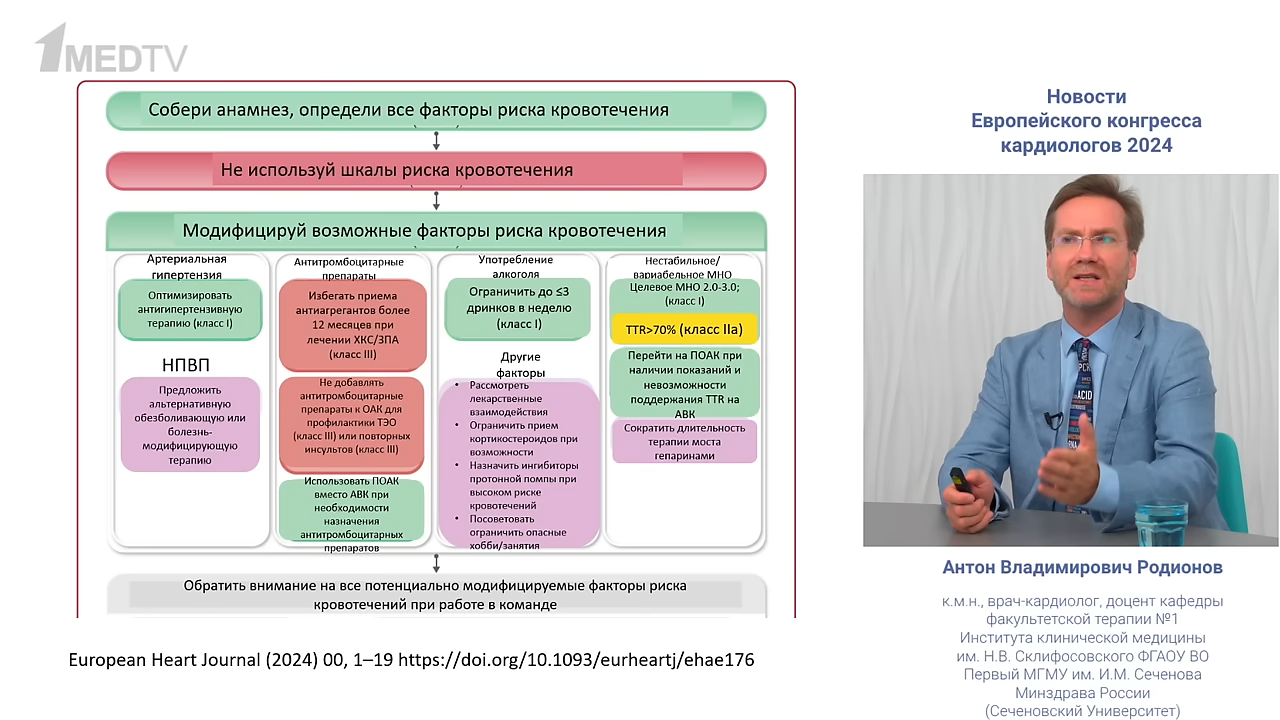 1MEDTV
Собери анамнез, определи все факторы риска кровотечения
Не используй шкалы риска кровотечения
Модифицируй возможные факторы риска кровотечения
Артериальная
гипертензия
Оптимизировать
антигипертензивную
терапию (класс I)
НПВП
Предложить
альтернативную
обезболивающую или
болезнь-
модифицирующую
терапию
Антитромбоцитарные
препараты
Избегать приема
антиагрегантов более
12 месяцев при
лечении ХКС/ЗПА
(класс III)
Не добавлять
антитромбоцитарные
препараты к ОАК для
профилактики ТЭО
(класс III) или повторных
инсультов (класс III)
Использовать ПОАК
вместо АВК при
необходимости
назначения
антитромбоцитарных
препаратов
Употребление
алкоголя
Ограничить до ≤3
дринков в неделю
(класс I)
Другие
факторы
• Рассмотреть
лекарственные
взаимодействия
• Ограничить прием
кортикостероидов при
возможности
• Назначить ингибиторы
протонной помпы при
высоком риске
кровотечений
• Посоветовать
ограничить опасные
хобби/занятия
Нестабильное/
вариабельное МНО
Целевое МНО 2.0-3.0;
(класс I)
TTR>70% (класс IIa)
Перейти на ПОАК при
наличии показаний и
невозможности
поддержания TTR на
АВК
Сократить длительность
терапии моста
гепаринами
Обратить внимание на все потенциально модифицируемые факторы риска
кровотечений при работе в команде
European Heart Journal (2024) 00, 1–19 https://doi.org/10.1093/eurheartj/ehae176
Новости
Европейского конгресса
кардиологов 2024
ACID
Антон Владимирович Родионов
к.м.н., врач-кардиолог, доцент кафедры
факультетской терапии №1
Института клинической медицины
им. Н.В. Склифосовского ФГАОУ ВО
Первый МГМУ им. И.М. Сеченова
Минздрава России
(Сеченовский Университет)